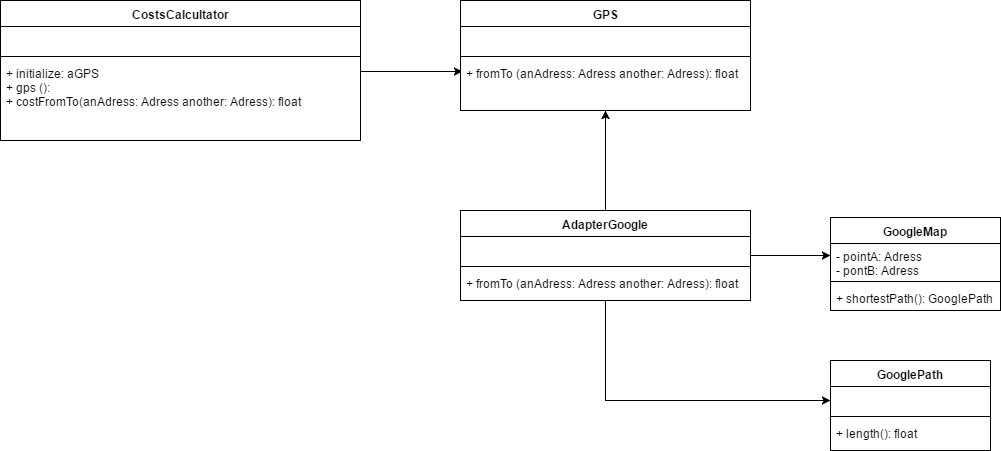 CostsCalcultator
+ initialize: aGPS
+ gps ():
+ costFromTo(anAdress: Adress another: Adress): float
GPS
+ fromTo (anAdress: Adress another: Adress): float
AdapterGoogle
+ fromTo (anAdress: Adress another: Adress): float
GoogleMap
- pointA: Adress
- pontB: Adress
+ shortestPath(): GooglePath
GooglePath
+ length(): float